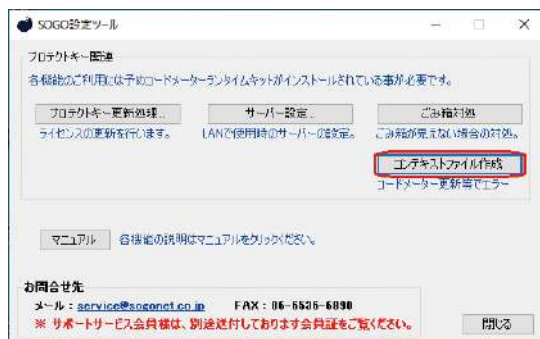 SOGO設定ツール
プロテクトキー関連
各機能のご利用には予めコードメーターランタイムキットがインストールされている事が必要です。
プロテクトキー更新処理... サーバー設定... ごみ箱対処
ライセンスの更新を行います。 LANで使用時のサーバーの設定。 ごみ箱が見えない場合の対処。
コンテキストファイル作成
コードメーター更新等でエラー
マニュアル 各機能の説明はマニュアルをクリックください。
お問合せ先
メール：service@sogonet.co.jp FAX：06-6536-6890
※ サポートサービス会員様は、別途送付しております会員証をご覧ください。
閉じる